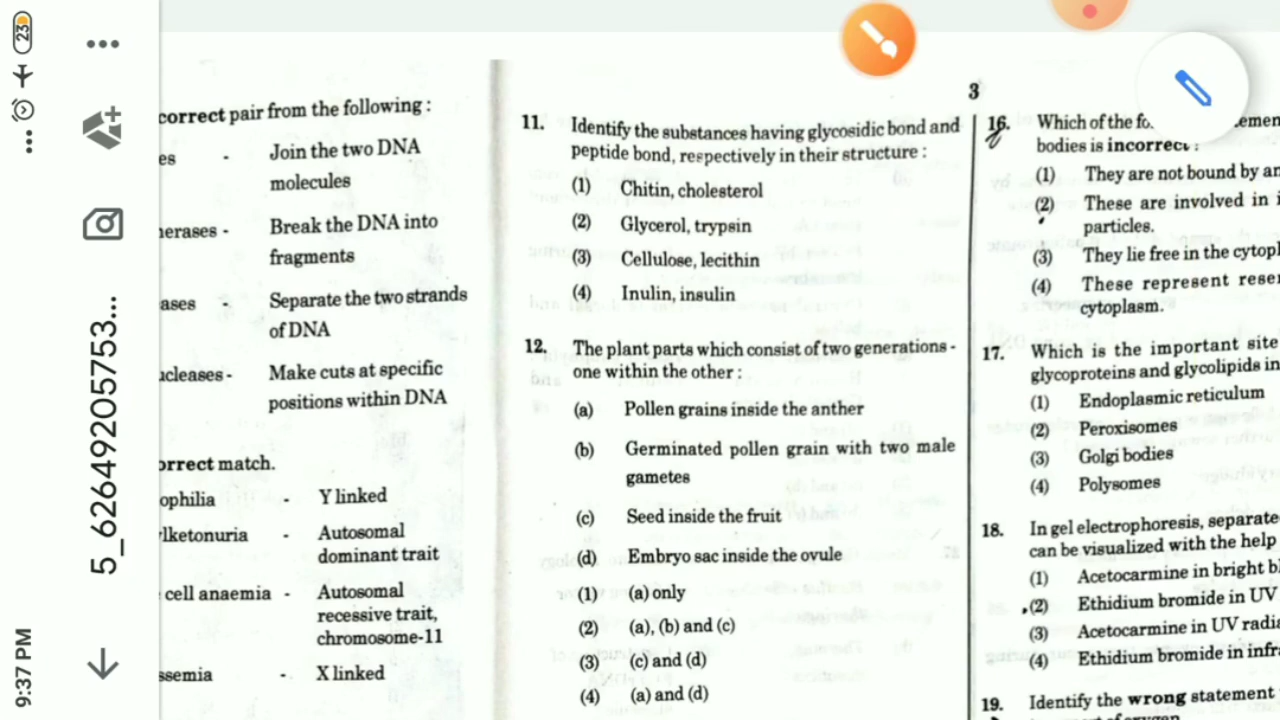 9:37 PM
5_6264920205753...
23
correct pair from the following :
es - Join the two DNA
molecules
erases - Break the DNA into
fragments
ases - Separate the two strands
of DNA
ucleases - Make cuts at specific
positions within DNA
orrect match.
ophilia - Y linked
lketonuria - Autosomal
dominant trait
cell anaemia - Autosomal
recessive trait,
chromosome-11
ssemia - X linked
3
11. Identify the substances having glycosidic bond and
peptide bond, respectively in their structure :
(1) Chitin, cholesterol
(2) Glycerol, trypsin
(3) Cellulose, lecithin
(4) Inulin, insulin
12. The plant parts which consist of two generations -
one within the other :
(a) Pollen grains inside the anther
(b) Germinated pollen grain with two male
gametes
(c) Seed inside the fruit
(d) Embryo sac inside the ovule
(1) (a) only
(2) (a), (b) and (c)
(3) (c) and (d)
(4) (a) and (d)
16. Which of the fo
bodies is incorrect :
(1) They are not bound by an
(2) These are involved in i
particles.
(3) They lie free in the cytopl
(4) These represent reser
cytoplasm.
17. Which is the important site
glycoproteins and glycolipids in
(1) Endoplasmic reticulum
(2) Peroxisomes
(3) Golgi bodies
(4) Polysomes
18. In gel electrophoresis, separate
can be visualized with the help
(1) Acetocarmine in bright bl
(2) Ethidium bromide in UV
(3) Acetocarmine in UV radia
(4) Ethidium bromide in infra
19. Identify the wrong statement